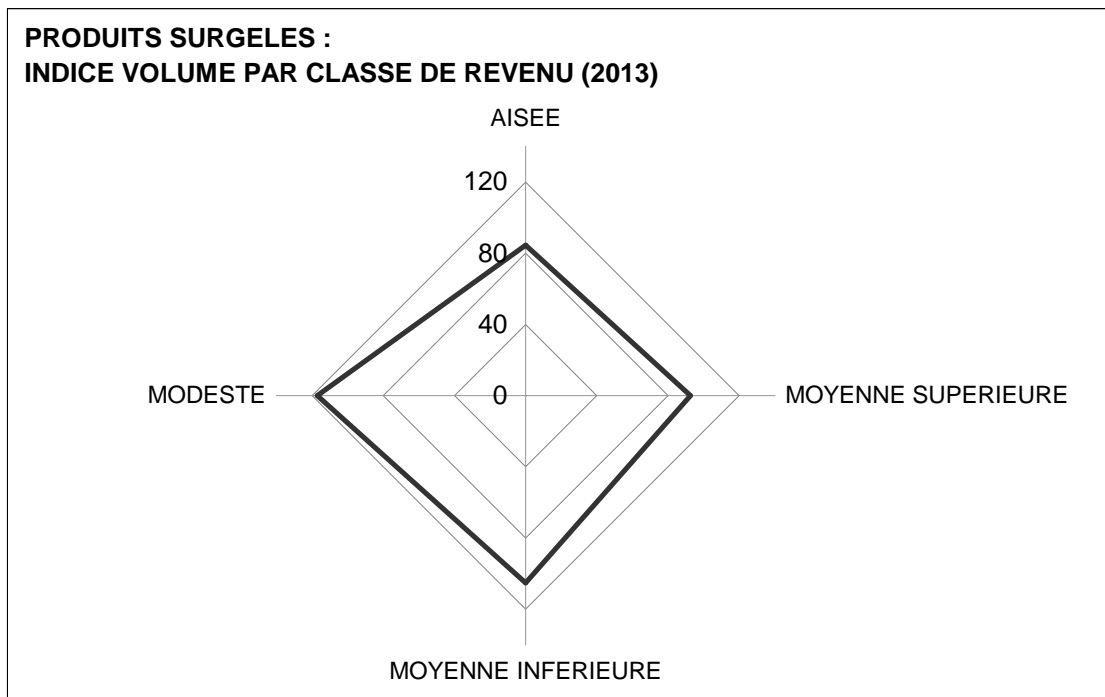 PRODUITS SURGELES :
INDICE VOLUME PAR CLASSE DE REVENU (2013)
AISEE
120
80
40
MODESTE
0
MOYENNE SUPERIEURE
MOYENNE INFERIEURE